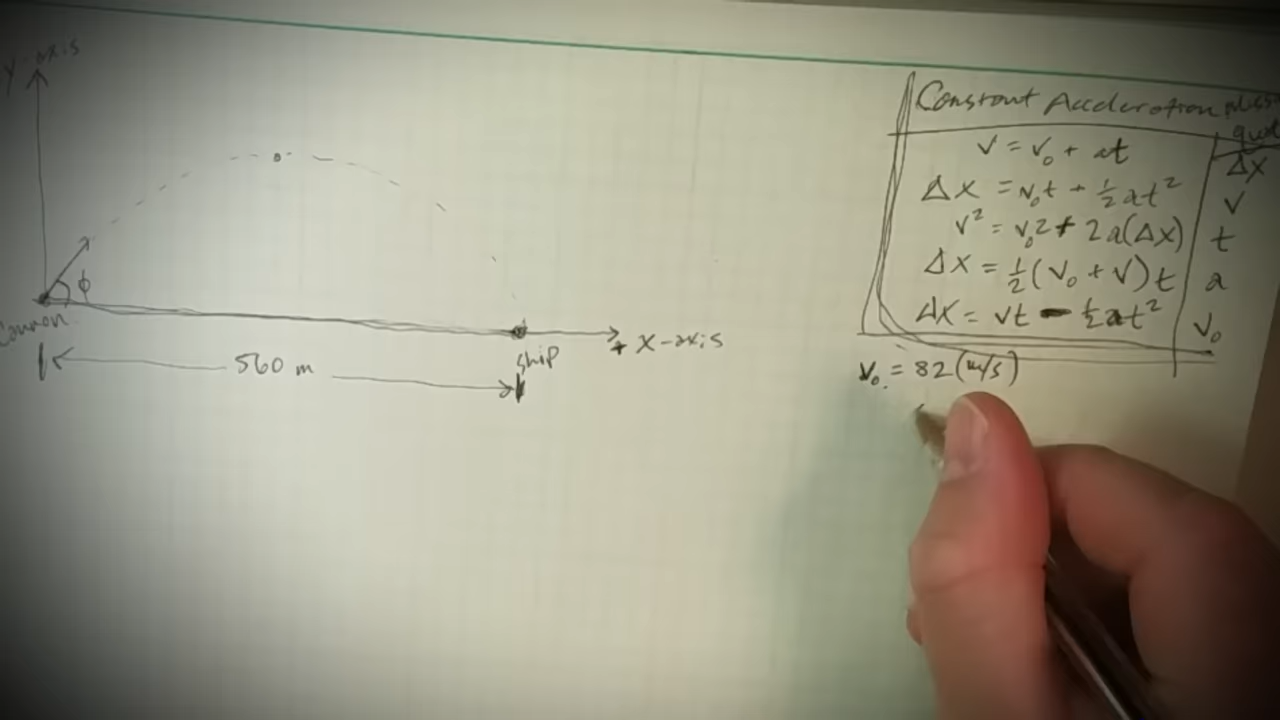 y-axis
ϕ
Cannon
560 m
ship
+ X-axis
Constant Acceleration
V = V₀ + at
ΔX
ΔX = V₀t + ½at²
V
V² = V₀² + 2a(ΔX)
t
ΔX = ½(V₀ + V)t
a
ΔX = Vt - ½at²
V₀
V₀. = 82 (m/s)